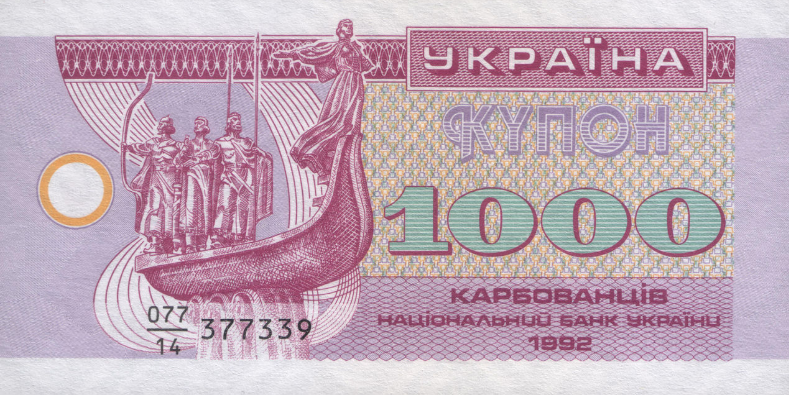 УКРАЇНА
КУПОН
1000
КАРБОВАНЦІВ
НАЦІОНАЛЬНИЙ БАНК УКРАЇНИ
1992
077/14 377339